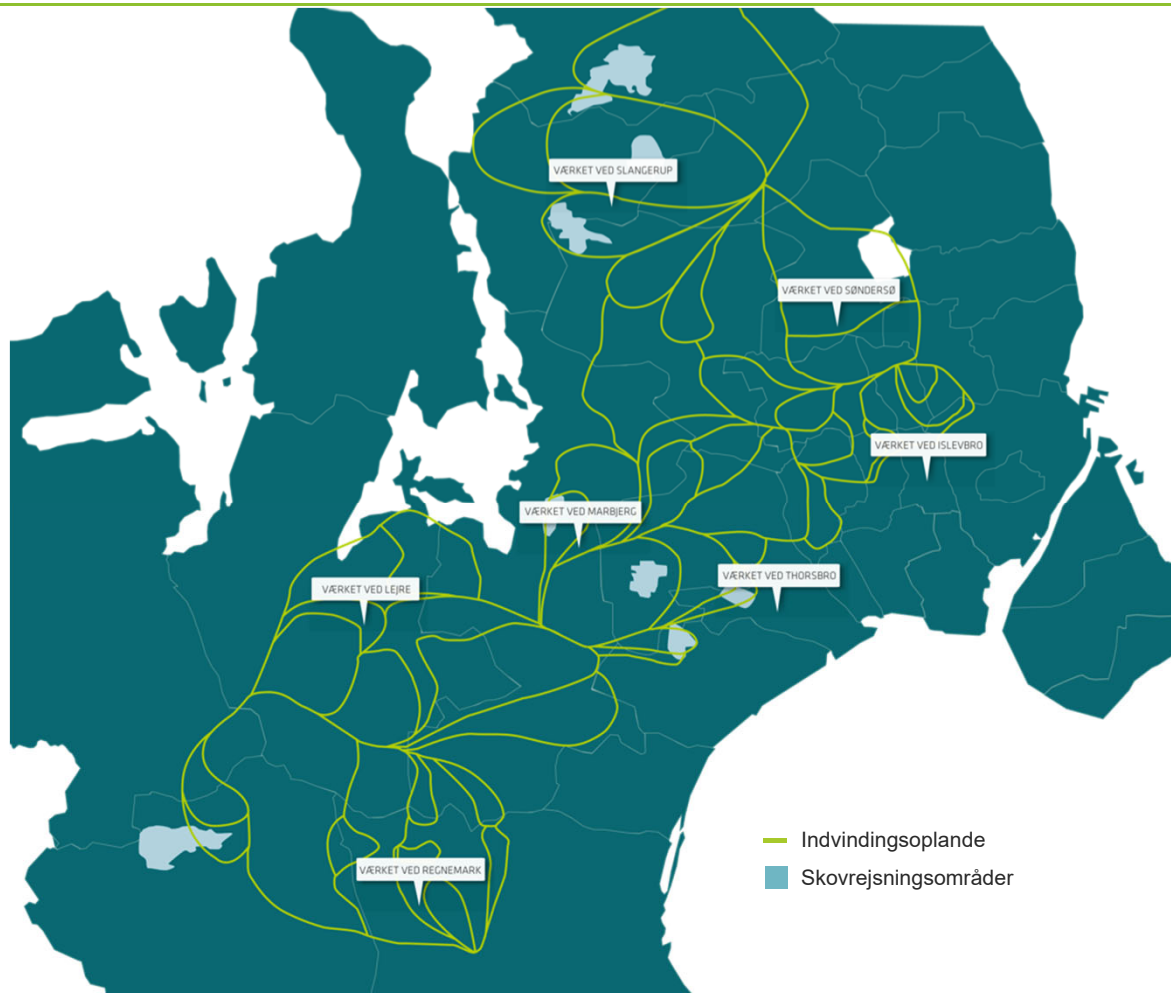 VÆRKET VED SLANGERUP
VÆRKET VED SØNDERSØ
VÆRKET VED ISLEVBRO
VÆRKET VED MARBJERG
VÆRKET VED THORSBRO
VÆRKET VED LEJRE
VÆRKET VED REGNEMARK
Indvindingsoplande
Skovrejsningsområder